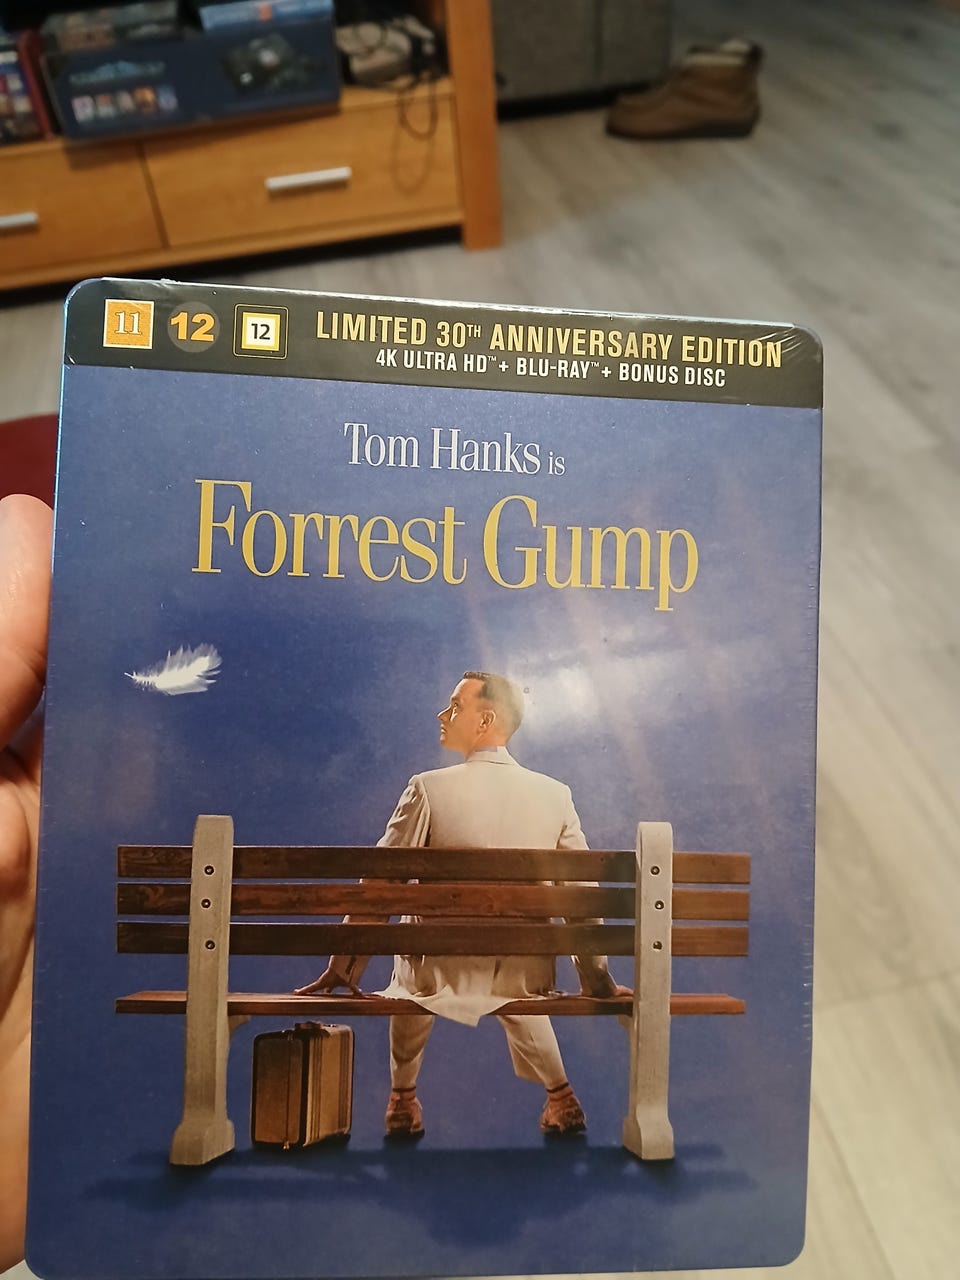 11 12 12
LIMITED 30TH ANNIVERSARY EDITION
4K ULTRA HD™ + BLU-RAY™ + BONUS DISC
Tom Hanks is
Forrest Gump